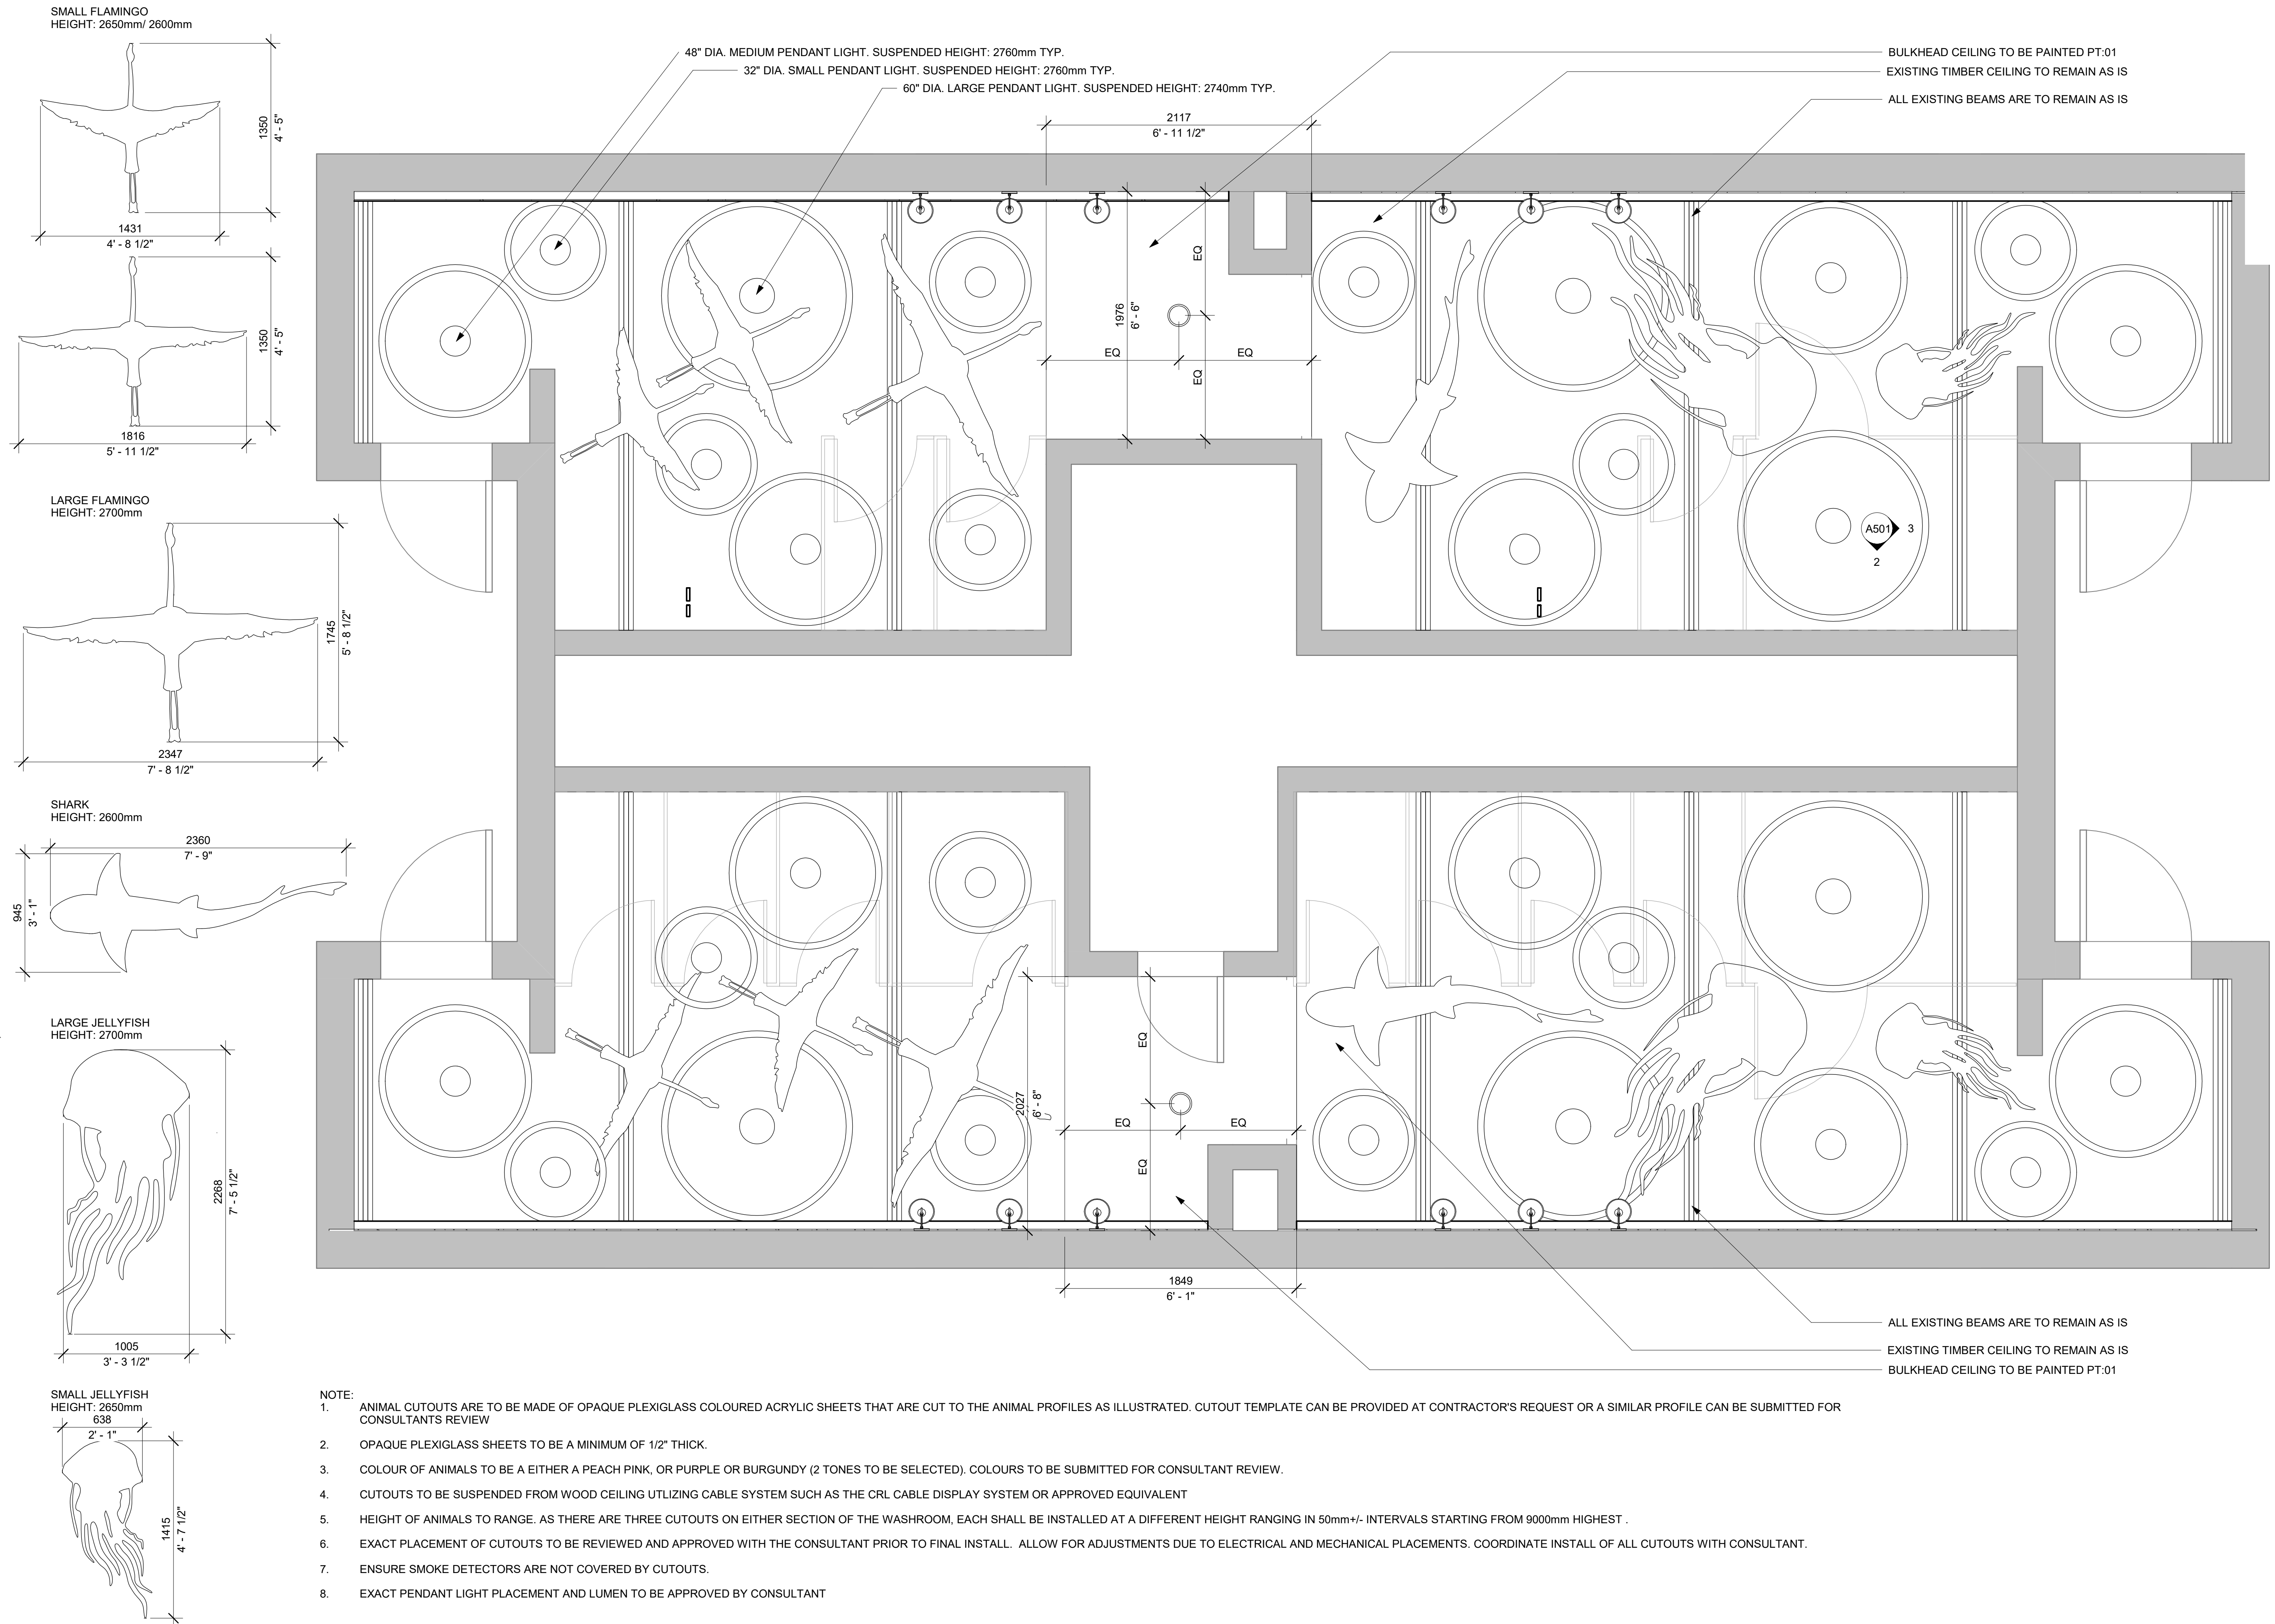 SMALL FLAMINGO
HEIGHT: 2650mm/ 2600mm
1350
4' - 5"
1431
4' - 8 1/2"
1350
4' - 5"
1816
5' - 11 1/2"
LARGE FLAMINGO
HEIGHT: 2700mm
1745
5' - 8 1/2"
2347
7' - 8 1/2"
SHARK
HEIGHT: 2600mm
2360
7' - 9"
945
3' - 1"
LARGE JELLYFISH
HEIGHT: 2700mm
2268
7' - 5 1/2"
1005
3' - 3 1/2"
SMALL JELLYFISH
HEIGHT: 2650mm
638
2' - 1"
1415
4' - 7 1/2"
48" DIA. MEDIUM PENDANT LIGHT. SUSPENDED HEIGHT: 2760mm TYP.
32" DIA. SMALL PENDANT LIGHT. SUSPENDED HEIGHT: 2760mm TYP.
60" DIA. LARGE PENDANT LIGHT. SUSPENDED HEIGHT: 2740mm TYP.
BULKHEAD CEILING TO BE PAINTED PT:01
EXISTING TIMBER CEILING TO REMAIN AS IS
ALL EXISTING BEAMS ARE TO REMAIN AS IS
2117
6' - 11 1/2"
1976
6' - 6"
EQ
EQ
EQ
EQ
A501
3
2
2027
6' - 8"
EQ
EQ
EQ
EQ
1849
6' - 1"
ALL EXISTING BEAMS ARE TO REMAIN AS IS
EXISTING TIMBER CEILING TO REMAIN AS IS
BULKHEAD CEILING TO BE PAINTED PT:01
NOTE:
1. ANIMAL CUTOUTS ARE TO BE MADE OF OPAQUE PLEXIGLASS COLOURED ACRYLIC SHEETS THAT ARE CUT TO THE ANIMAL PROFILES AS ILLUSTRATED. CUTOUT TEMPLATE CAN BE PROVIDED AT CONTRACTOR'S REQUEST OR A SIMILAR PROFILE CAN BE SUBMITTED FOR
CONSULTANTS REVIEW
2. OPAQUE PLEXIGLASS SHEETS TO BE A MINIMUM OF 1/2" THICK.
3. COLOUR OF ANIMALS TO BE A EITHER A PEACH PINK, OR PURPLE OR BURGUNDY (2 TONES TO BE SELECTED). COLOURS TO BE SUBMITTED FOR CONSULTANT REVIEW.
4. CUTOUTS TO BE SUSPENDED FROM WOOD CEILING UTLIZING CABLE SYSTEM SUCH AS THE CRL CABLE DISPLAY SYSTEM OR APPROVED EQUIVALENT
5. HEIGHT OF ANIMALS TO RANGE. AS THERE ARE THREE CUTOUTS ON EITHER SECTION OF THE WASHROOM, EACH SHALL BE INSTALLED AT A DIFFERENT HEIGHT RANGING IN 50mm+/- INTERVALS STARTING FROM 9000mm HIGHEST .
6. EXACT PLACEMENT OF CUTOUTS TO BE REVIEWED AND APPROVED WITH THE CONSULTANT PRIOR TO FINAL INSTALL. ALLOW FOR ADJUSTMENTS DUE TO ELECTRICAL AND MECHANICAL PLACEMENTS. COORDINATE INSTALL OF ALL CUTOUTS WITH CONSULTANT.
7. ENSURE SMOKE DETECTORS ARE NOT COVERED BY CUTOUTS.
8. EXACT PENDANT LIGHT PLACEMENT AND LUMEN TO BE APPROVED BY CONSULTANT